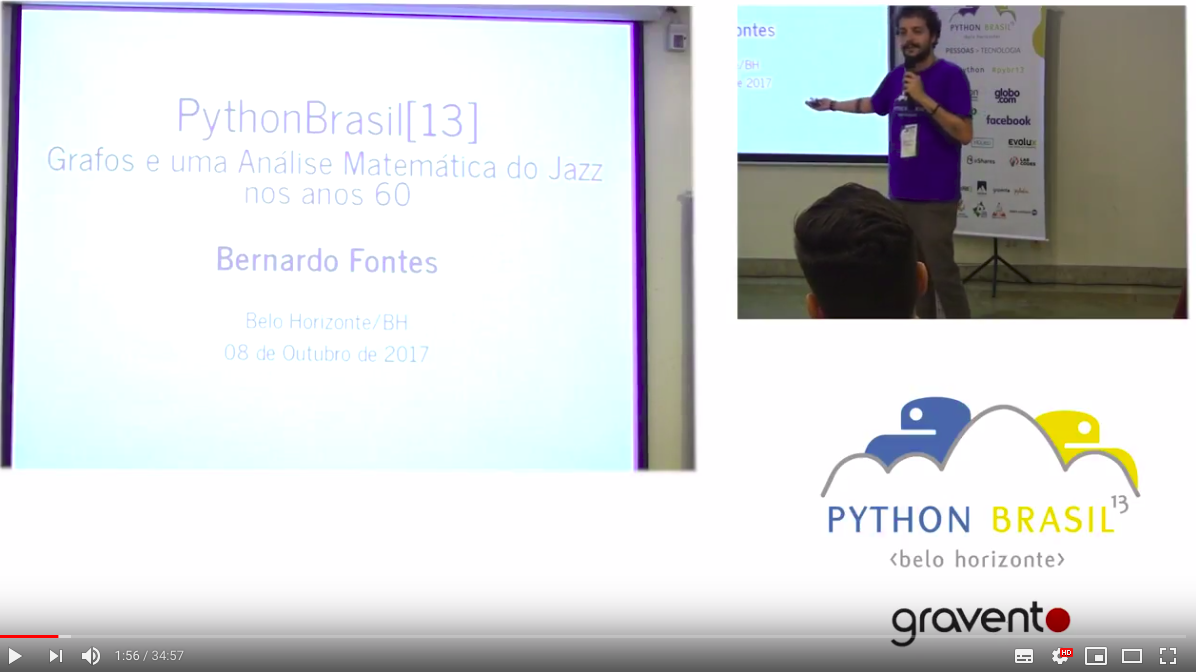 PythonBrasil[13]
Grafos e uma Análise Matemática do Jazz
nos anos 60
Bernardo Fontes
Belo Horizonte/BH
08 de Outubro de 2017
ontes
/BH
e 2017
PYTHON BRASIL
PESSOAS + TECNOLOGIA
globo
.com
facebook
evolux
PYTHON BRASIL 13
<belo horizonte>
gravento
1:56 / 34:57
HD